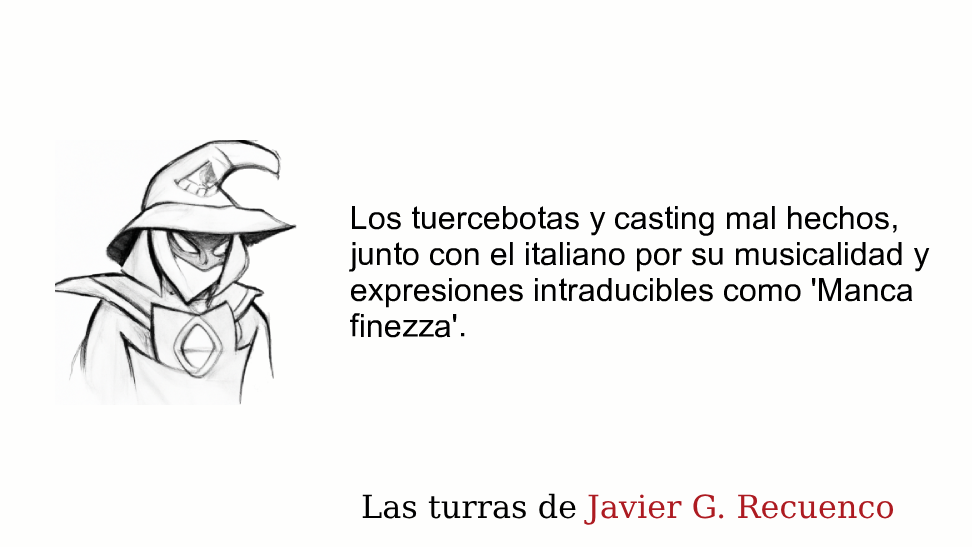 Los tuercebotas y casting mal hechos,
junto con el italiano por su musicalidad y
expresiones intraducibles como 'Manca
finezza'.
Las turras de Javier G. Recuenco